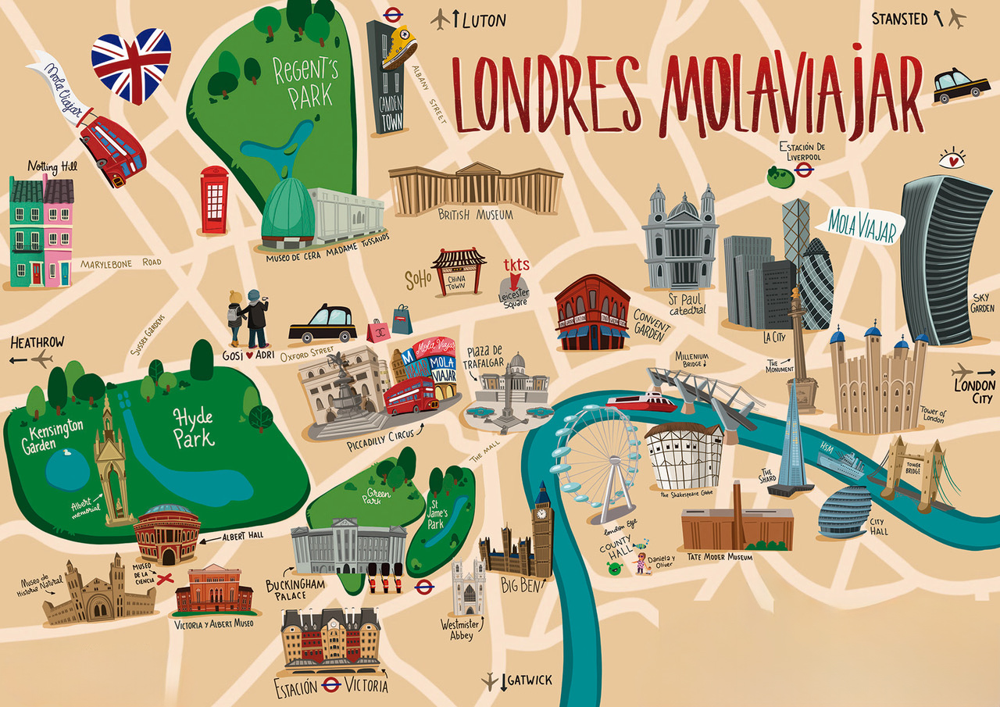 LUTON
STANSTED
LONDRES MOLAVIAJAR
Mola Viajar
REGENT'S
PARK
CAMDEN
TOWN
ALBANY STREET
ESTACIÓN DE
LIVERPOOL
Notting Hill
BRITISH MUSEUM
MOLA VIAJAR
MUSEO DE CERA MADAME TUSSAUDS
MARYLEBONE ROAD
SOHO
CHINA
TOWN
tkts
Leicester
Square
ST PAUL
catedral
SKY
GARDEN
CONVENT
GARDEN
LA CITY
SUSSEX GARDENS
HEATHROW
GOSI ♥ ADRI
OXFORD STREET
Mola Viajar
MOLA
VIAJAR
PLAZA DE
TRAFALGAR
MILLENIUM
BRIDGE
THE
MONUMENT
LONDON
CITY
Tower of
London
Kensington
Garden
Hyde
Park
PICCADILLY CIRCUS
THE MALL
HSM
TOWER
BRIDGE
THE
SHARD
the Shakespeare Globe
Green
Park
St
Jame's
Park
Albert
memorial
london eye
CITY
HALL
ALBERT HALL
COUNTY
HALL
Daniela y
Oliver
TATE MODER MUSEUM
MUSEO
DE LA
CIENCIA
Museo de
Historia Natural
BUCKINGHAM
PALACE
BIG BEN
VICTORIA Y ALBERT MUSEO
Westmister
Abbey
ESTACIÓN VICTORIA
GATWICK